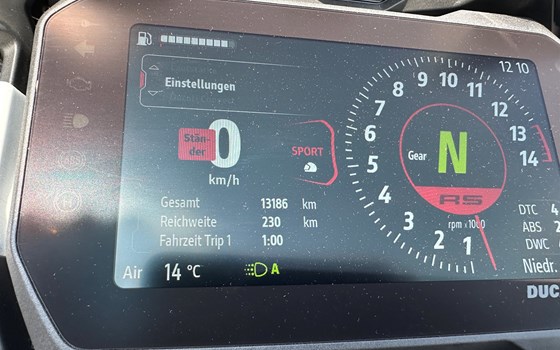 Einstellungen
12 10
Stän-
der
0
km/h
SPORT
Gesamt 13186 km
Reichweite 230 km
Fahrzeit Trip 1 1:00
Air 14 °C
A
1
2
3
4
5
6
7
8
9
10
11
12
13
14
Gear N
RS
rpm x1000
DTC 4
ABS 2
DWC
Niedr.
DUC